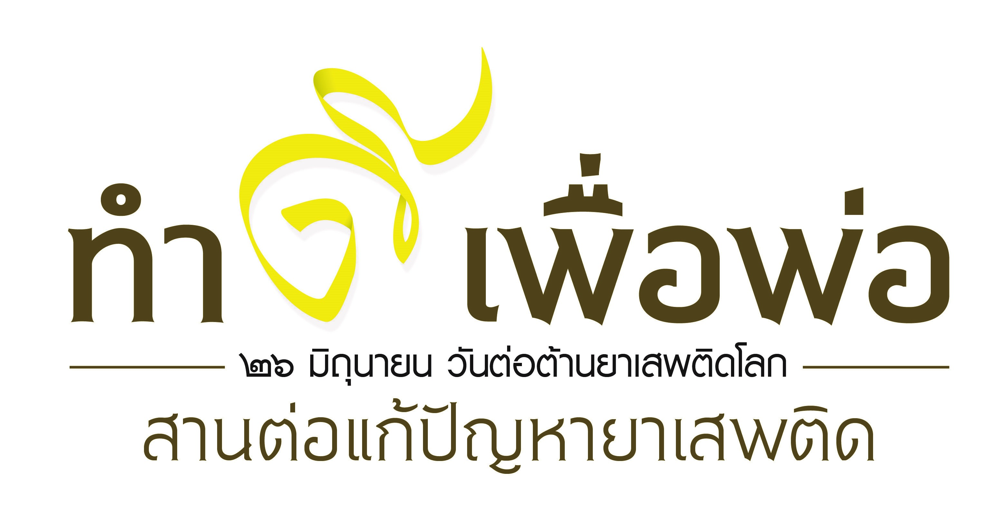 ทำดี เพื่อพ่อ
๒๖ มิถุนายน วันต่อต้านยาเสพติดโลก
สานต่อแก้ปัญหายาเสพติด